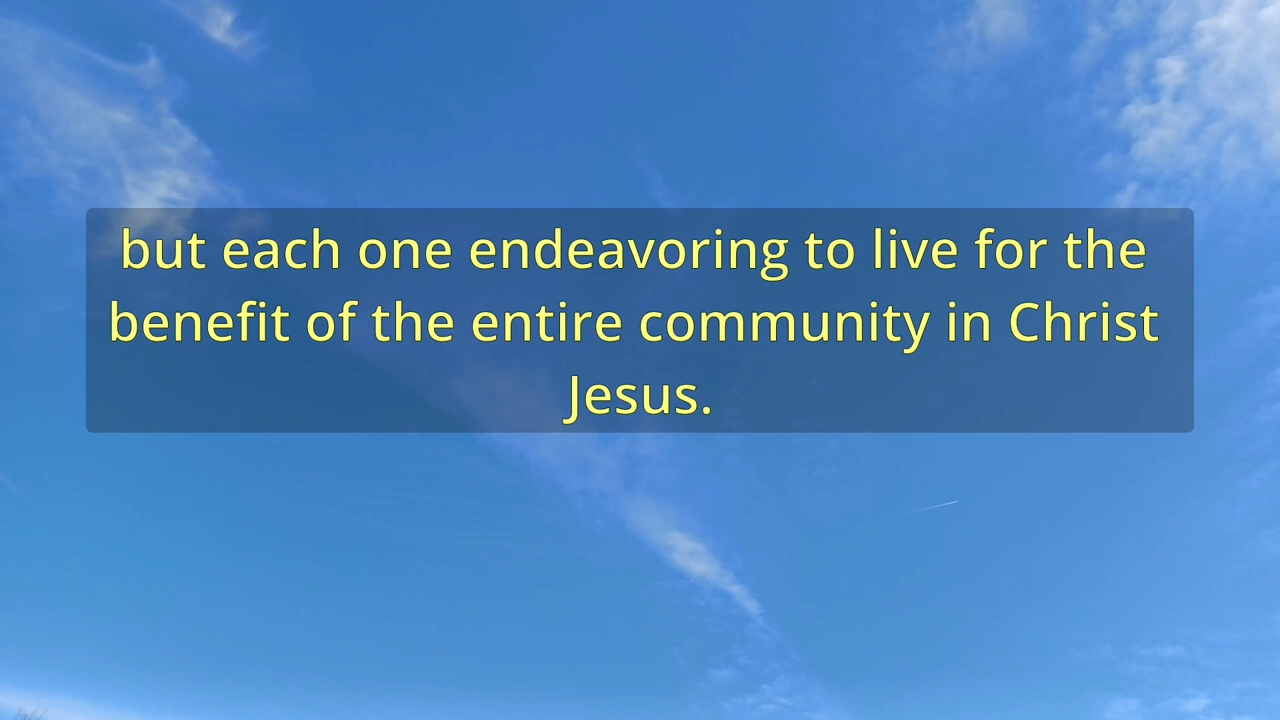 but each one endeavoring to live for the
benefit of the entire community in Christ
Jesus.